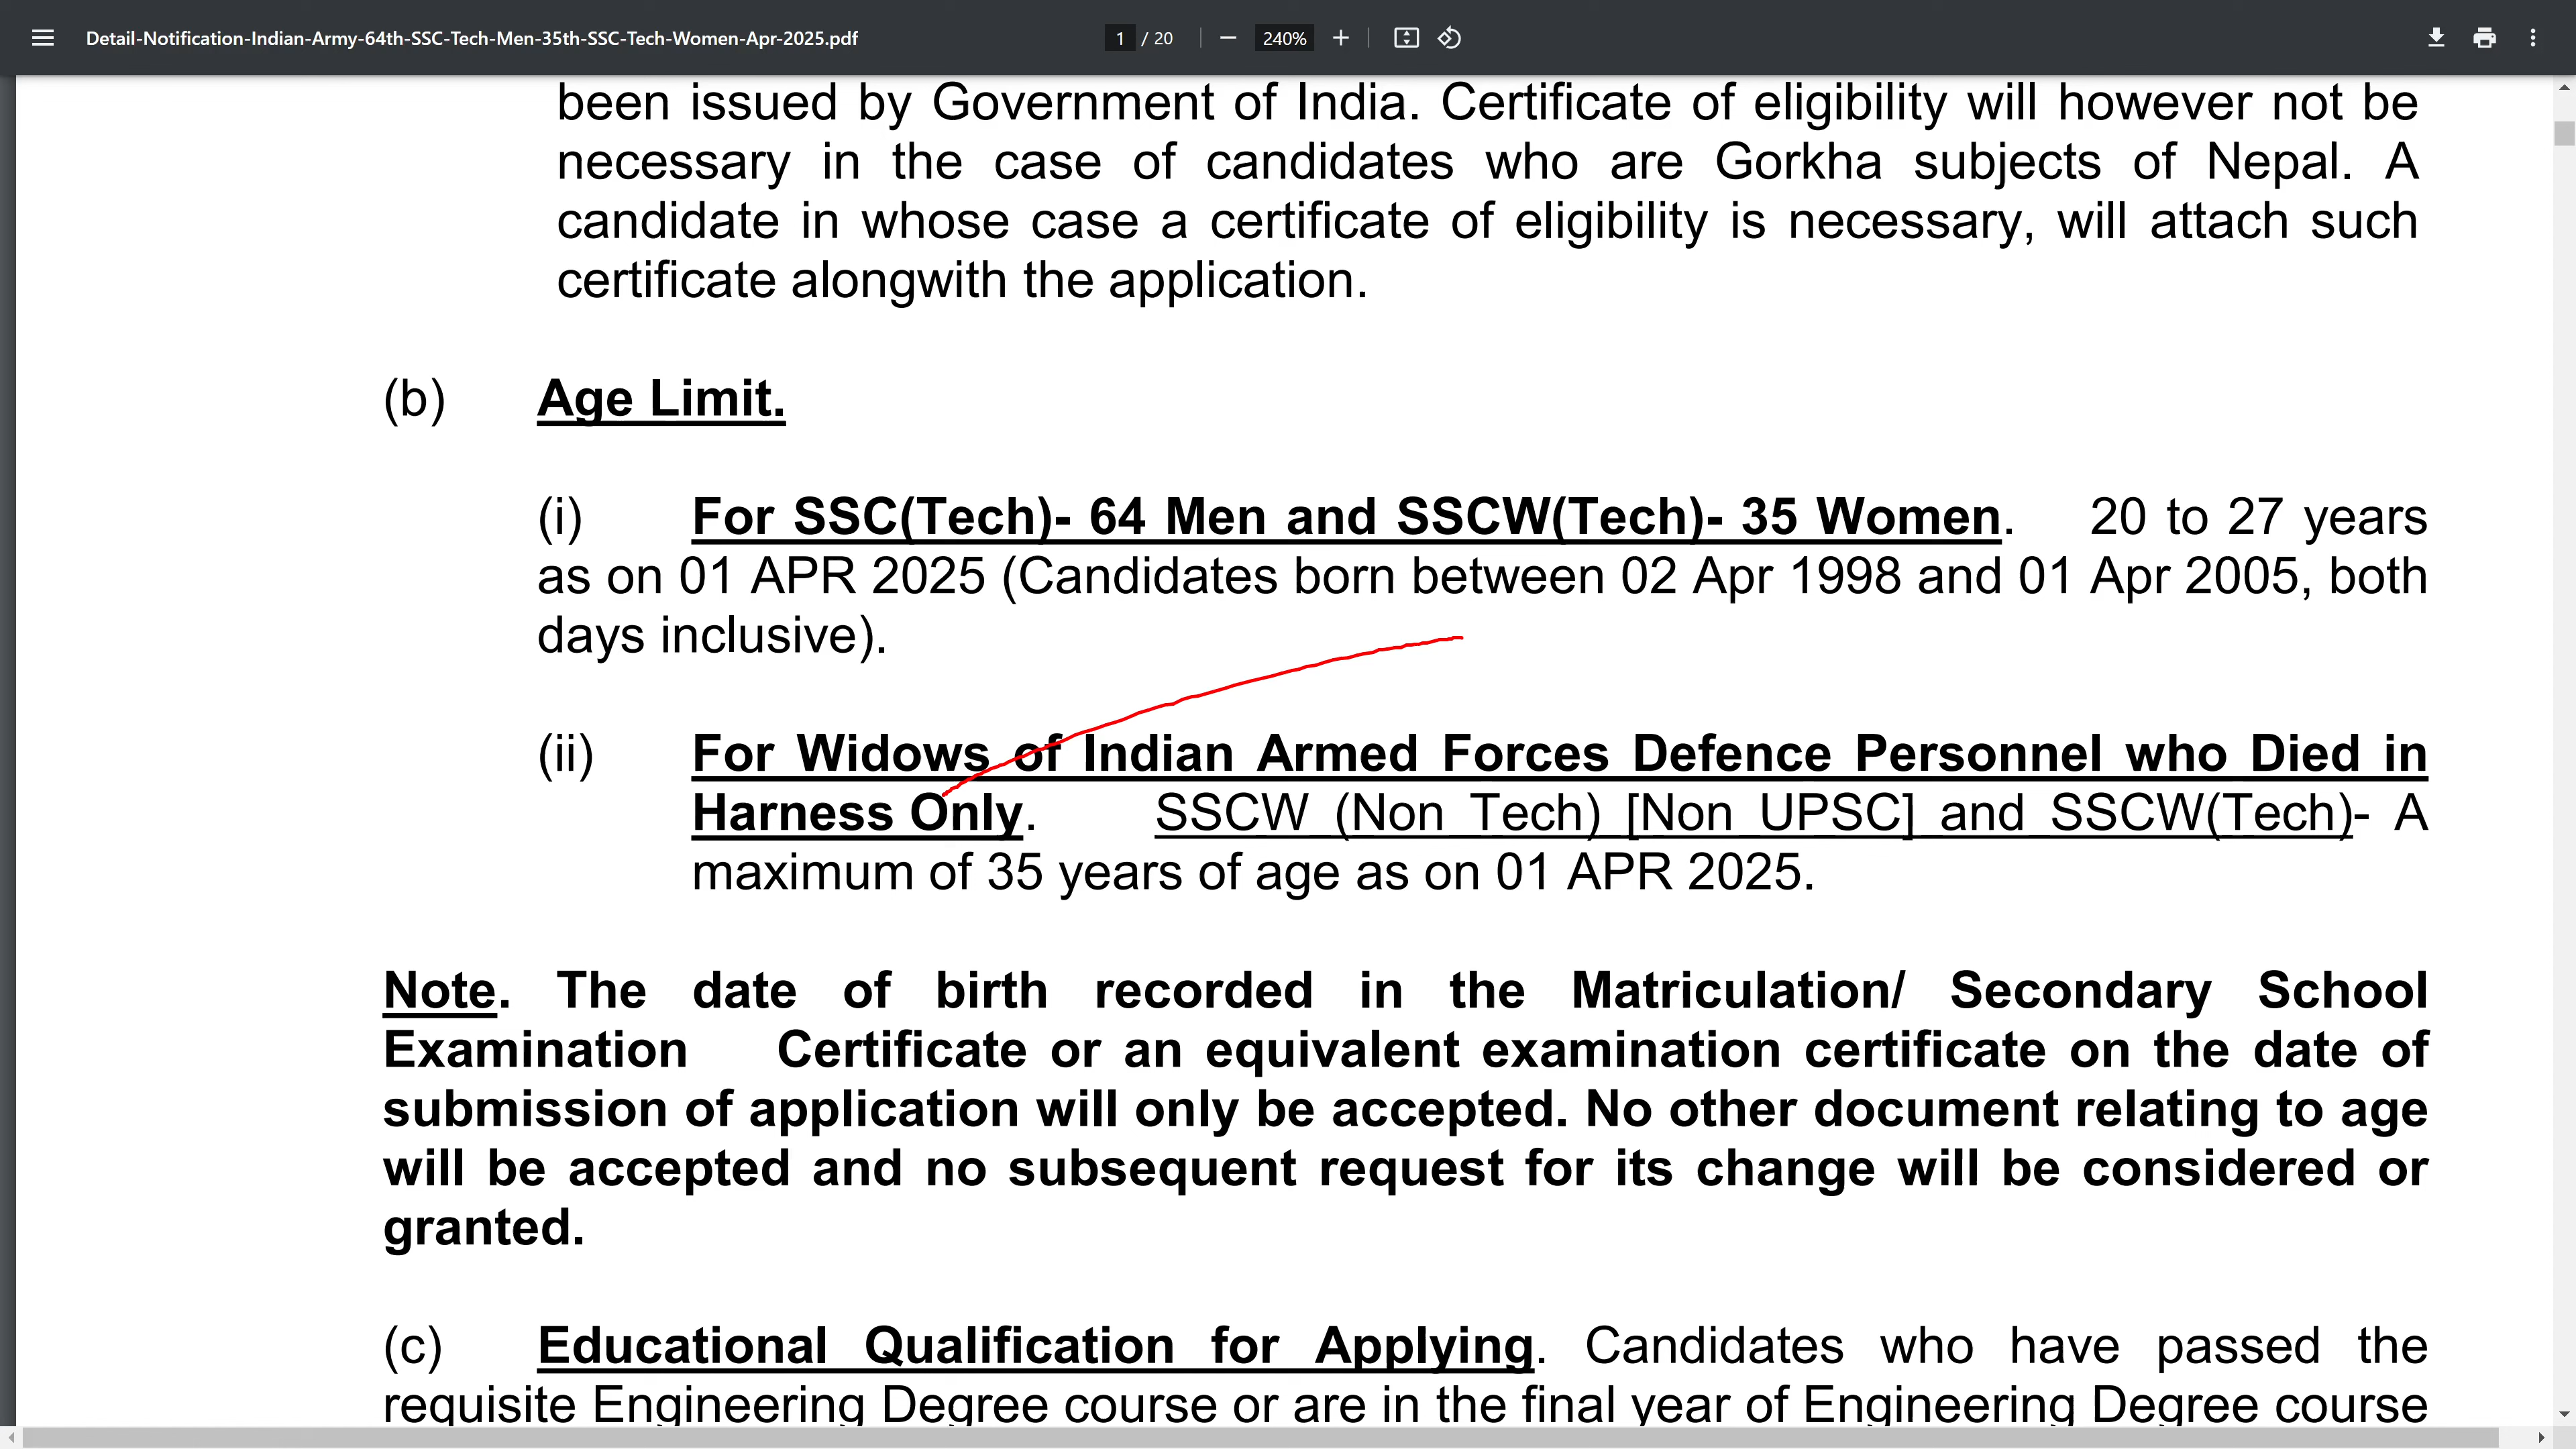 Detail-Notification-Indian-Army-64th-SSC-Tech-Men-35th-SSC-Tech-Women-Apr-2025.pdf 1 / 20 240%
been issued by Government of India. Certificate of eligibility will however not be
necessary in the case of candidates who are Gorkha subjects of Nepal. A
candidate in whose case a certificate of eligibility is necessary, will attach such
certificate alongwith the application.
(b) Age Limit.
(i) For SSC(Tech)- 64 Men and SSCW(Tech)- 35 Women. 20 to 27 years
as on 01 APR 2025 (Candidates born between 02 Apr 1998 and 01 Apr 2005, both
days inclusive).
(ii) For Widows of Indian Armed Forces Defence Personnel who Died in
Harness Only. SSCW (Non Tech) [Non UPSC] and SSCW(Tech)- A
maximum of 35 years of age as on 01 APR 2025.
Note. The date of birth recorded in the Matriculation/ Secondary School
Examination Certificate or an equivalent examination certificate on the date of
submission of application will only be accepted. No other document relating to age
will be accepted and no subsequent request for its change will be considered or
granted.
(c) Educational Qualification for Applying. Candidates who have passed the
requisite Engineering Degree course or are in the final year of Engineering Degree course